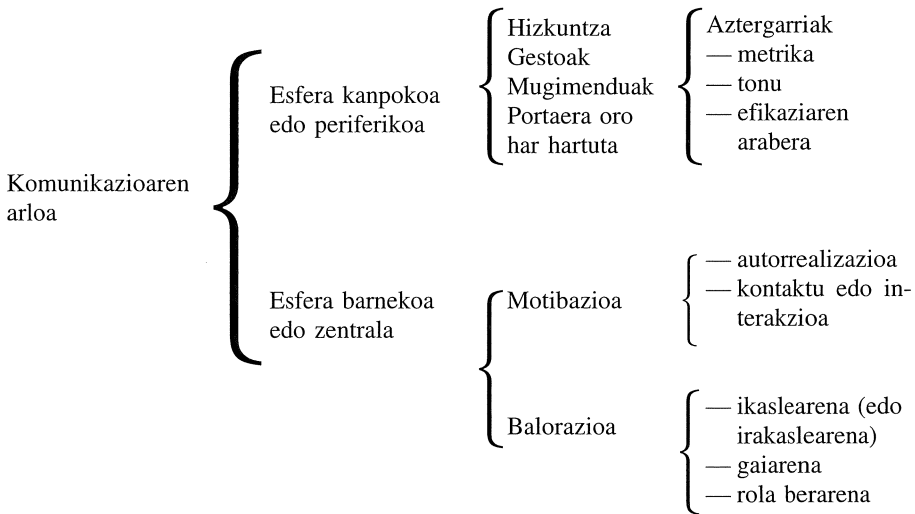 Komunikazioaren
arloa
Esfera kanpokoa
edo periferikoa
Hizkuntza
Gestoak
Mugimenduak
Portaera oro
har hartuta
Aztergarriak
— metrika
— tonu
— efikaziaren
arabera
Esfera barnekoa
edo zentrala
Motibazioa
— autorrealizazioa
— kontaktu edo in-
terakzioa
Balorazioa
— ikaslearena (edo
irakaslearena)
— gaiarena
— rola berarena